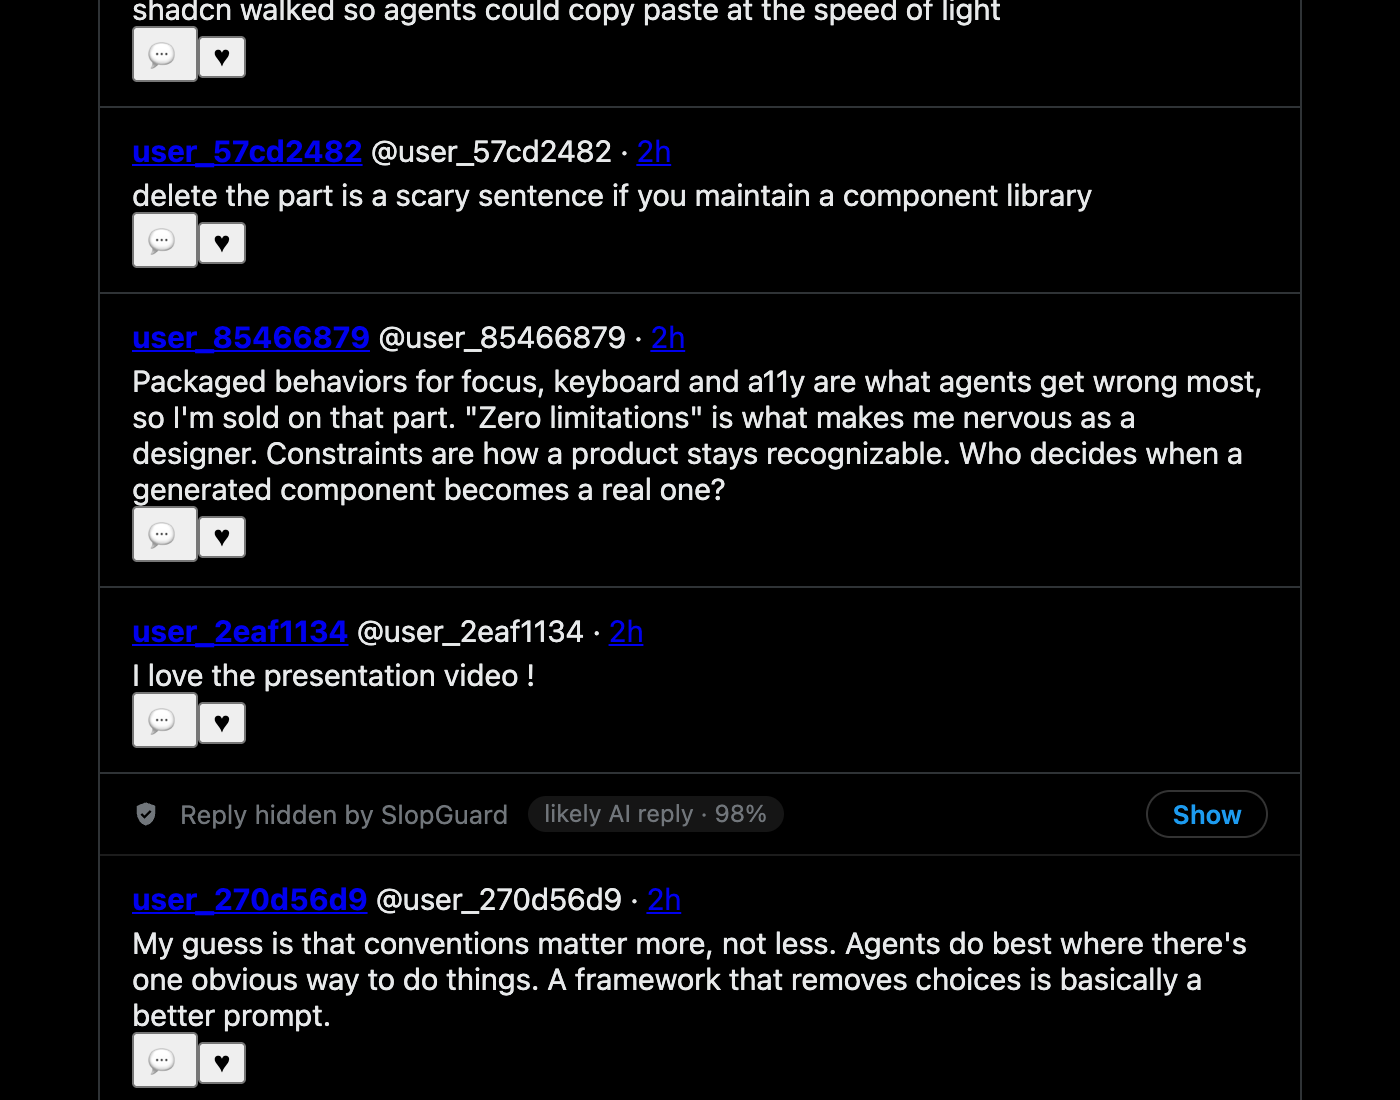 shadcn walked so agents could copy paste at the speed of light
💬 ♥
user_57cd2482 @user_57cd2482 · 2h
delete the part is a scary sentence if you maintain a component library
💬 ♥
user_85466879 @user_85466879 · 2h
Packaged behaviors for focus, keyboard and a11y are what agents get wrong most,
so I'm sold on that part. "Zero limitations" is what makes me nervous as a
designer. Constraints are how a product stays recognizable. Who decides when a
generated component becomes a real one?
💬 ♥
user_2eaf1134 @user_2eaf1134 · 2h
I love the presentation video !
💬 ♥
Reply hidden by SlopGuard likely AI reply · 98% Show
user_270d56d9 @user_270d56d9 · 2h
My guess is that conventions matter more, not less. Agents do best where there's
one obvious way to do things. A framework that removes choices is basically a
better prompt.
💬 ♥